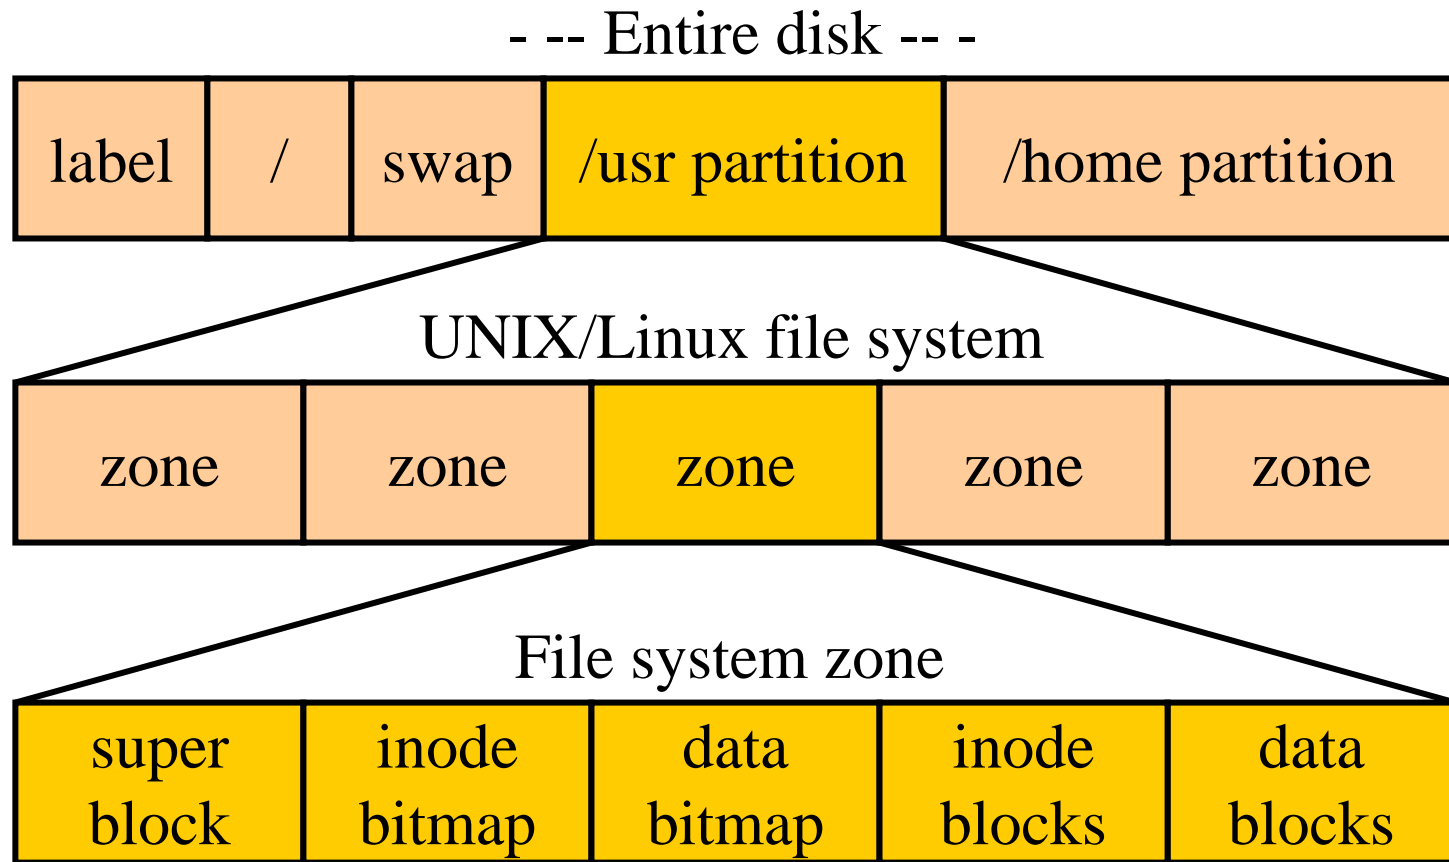 - -- Entire disk -- -
label / swap /usr partition /home partition
UNIX/Linux file system
zone zone zone zone zone
File system zone
super inode data inode data
block bitmap bitmap blocks blocks